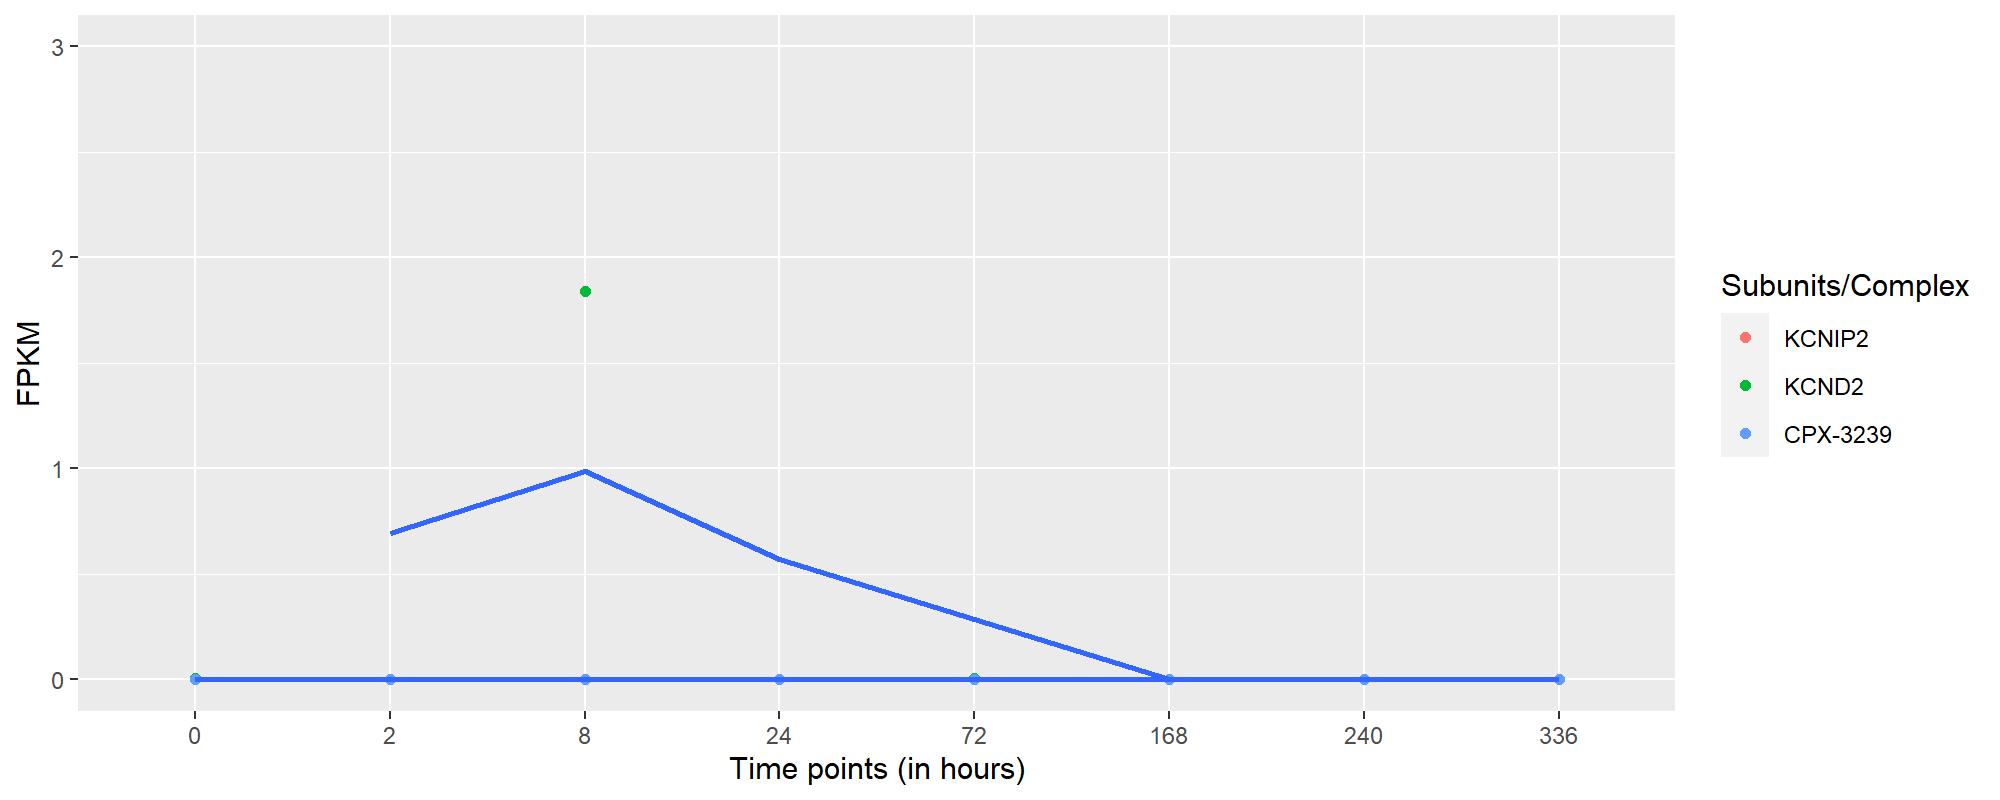 3
2
1
0
FPKM
0 2 8 24 72 168 240 336
Time points (in hours)
Subunits/Complex
KCNIP2
KCND2
CPX-3239